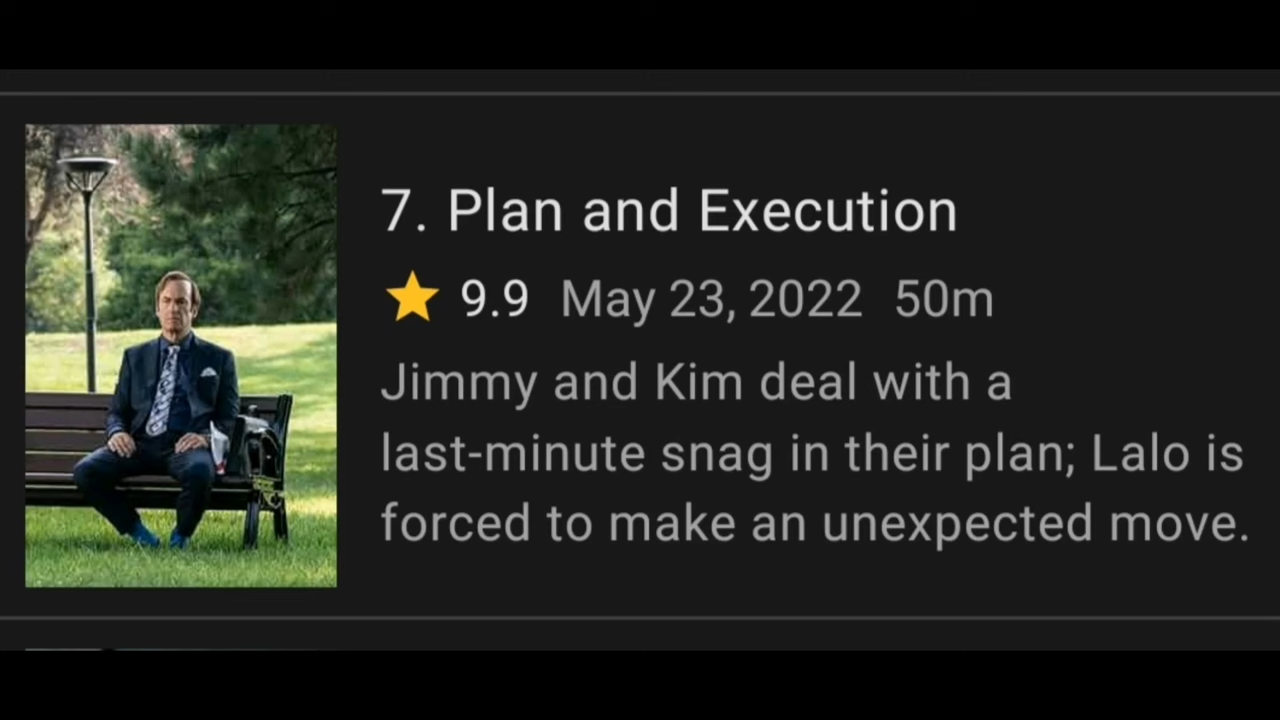 7. Plan and Execution
9.9 May 23, 2022 50m
Jimmy and Kim deal with a
last-minute snag in their plan; Lalo is
forced to make an unexpected move.